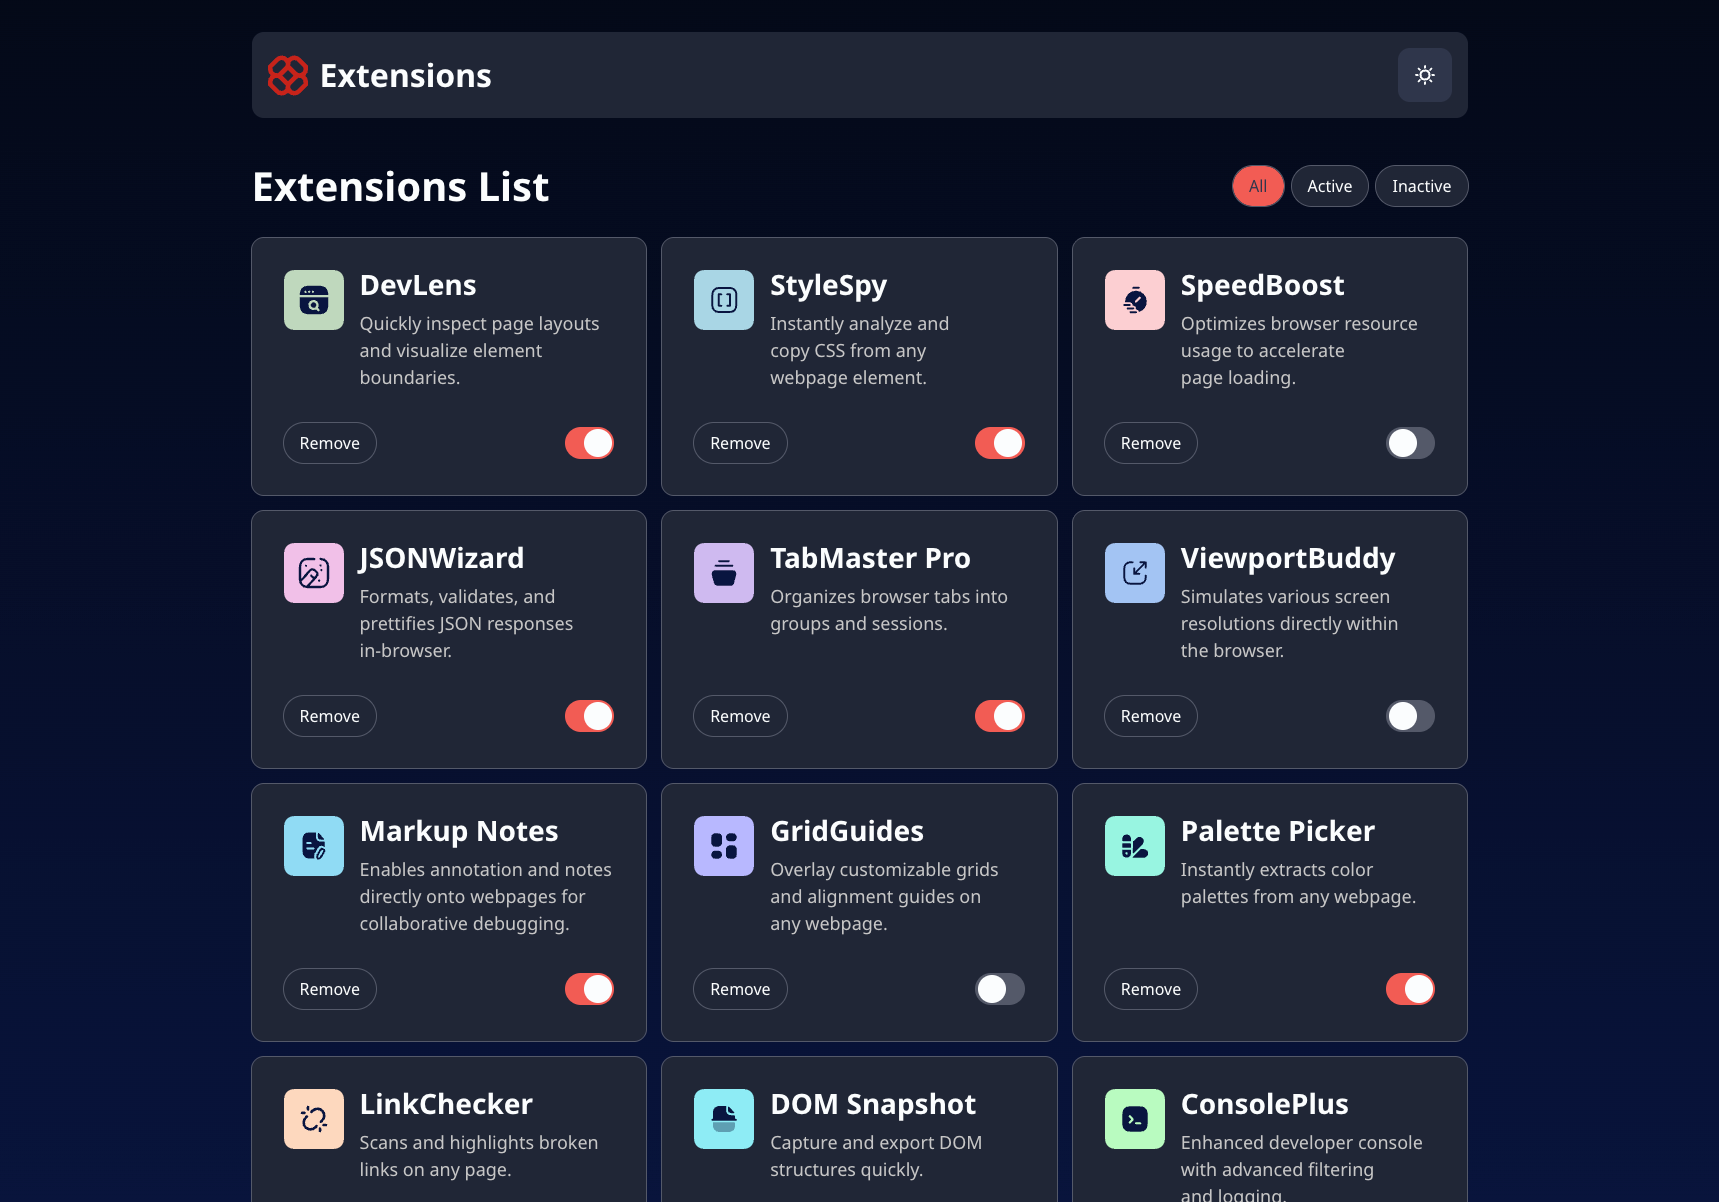 Extensions
Extensions List
All
Active
Inactive
DevLens
Quickly inspect page layouts
and visualize element
boundaries.
Remove
StyleSpy
Instantly analyze and
copy CSS from any
webpage element.
Remove
SpeedBoost
Optimizes browser resource
usage to accelerate
page loading.
Remove
JSONWizard
Formats, validates, and
prettifies JSON responses
in-browser.
Remove
TabMaster Pro
Organizes browser tabs into
groups and sessions.
Remove
ViewportBuddy
Simulates various screen
resolutions directly within
the browser.
Remove
Markup Notes
Enables annotation and notes
directly onto webpages for
collaborative debugging.
Remove
GridGuides
Overlay customizable grids
and alignment guides on
any webpage.
Remove
Palette Picker
Instantly extracts color
palettes from any webpage.
Remove
LinkChecker
Scans and highlights broken
links on any page.
DOM Snapshot
Capture and export DOM
structures quickly.
ConsolePlus
Enhanced developer console
with advanced filtering
and logging.